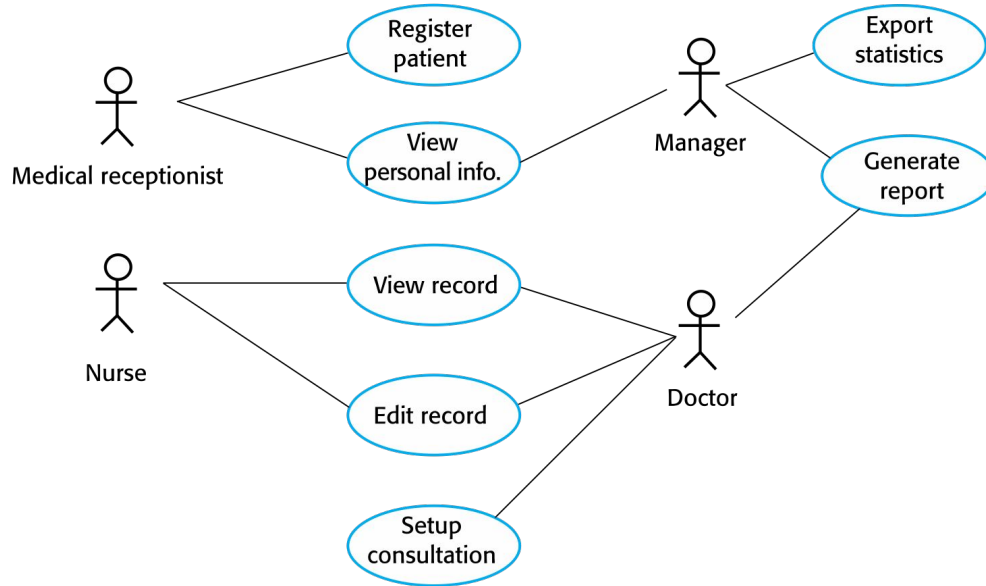 Register
patient
Export
statistics
Medical receptionist
View
personal info.
Manager
Generate
report
Nurse
View record
Edit record
Doctor
Setup
consultation